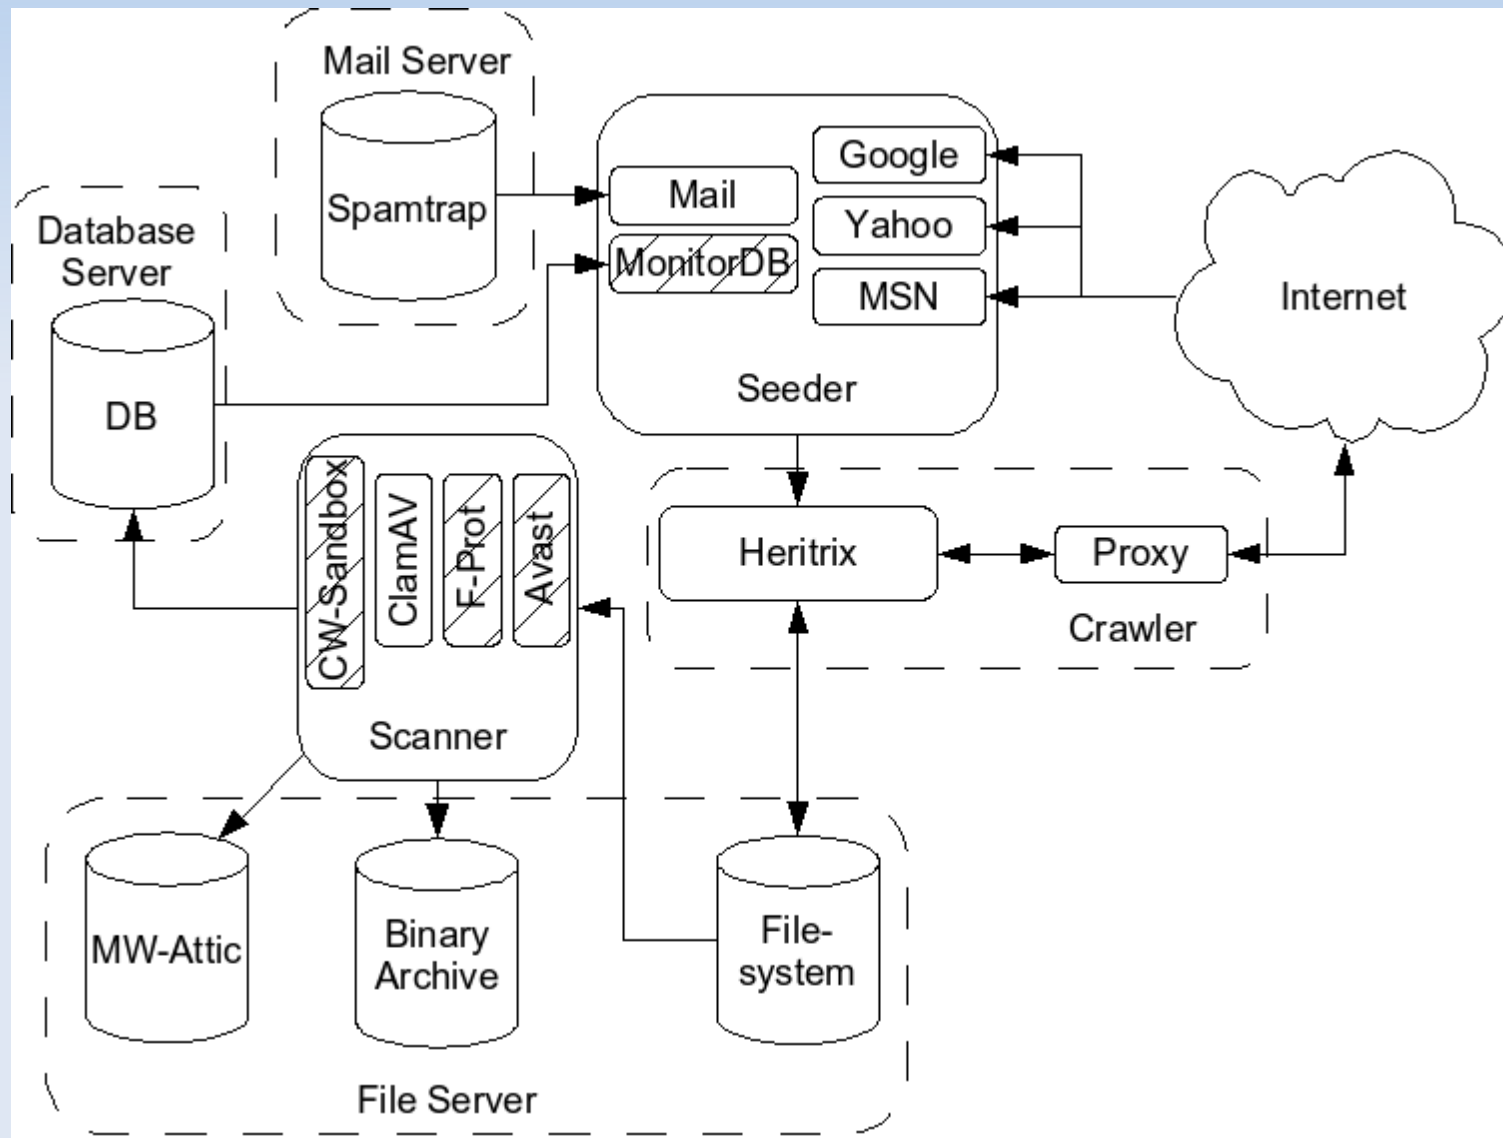 Mail Server
Spamtrap
Database
Server
DB
Mail
MonitorDB
Google
Yahoo
MSN
Seeder
Internet
CW-Sandbox
ClamAV
F-Prot
Avast
Scanner
Heritrix
Proxy
Crawler
MW-Attic
Binary
Archive
File-
system
File Server